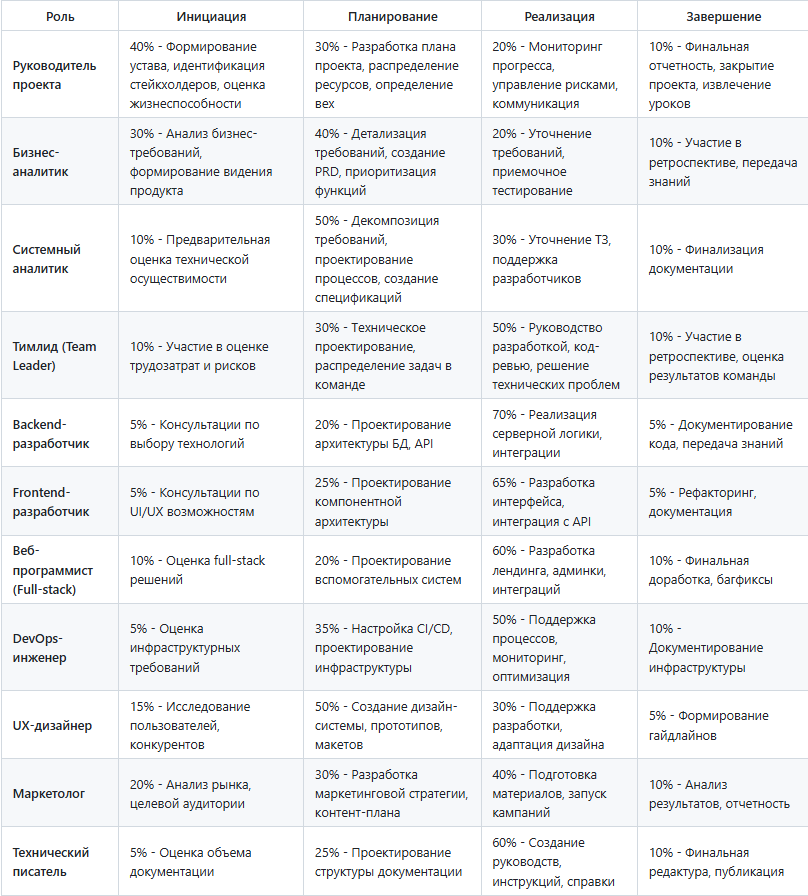 Роль
Инициация
Планирование
Реализация
Завершение
Руководитель
проекта
40% - Формирование
устава, идентификация
стейкхолдеров, оценка
жизнеспособности
30% - Разработка плана
проекта, распределение
ресурсов, определение
вех
20% - Мониторинг
прогресса,
управление рисками,
коммуникация
10% - Финальная
отчетность, закрытие
проекта, извлечение
уроков
Бизнес-
аналитик
30% - Анализ бизнес-
требований,
формирование видения
продукта
40% - Детализация
требований, создание
PRD, приоритизация
функций
20% - Уточнение
требований,
приемочное
тестирование
10% - Участие в
ретроспективе, передача
знаний
Системный
аналитик
10% - Предварительная
оценка технической
осуществимости
50% - Декомпозиция
требований,
проектирование
процессов, создание
спецификаций
30% - Уточнение ТЗ,
поддержка
разработчиков
10% - Финализация
документации
Тимлид (Team
Leader)
10% - Участие в оценке
трудозатрат и рисков
30% - Техническое
проектирование,
распределение задач в
команде
50% - Руководство
разработкой, код-
ревью, решение
технических проблем
10% - Участие в
ретроспективе, оценка
результатов команды
Backend-
разработчик
5% - Консультации по
выбору технологий
20% - Проектирование
архитектуры БД, API
70% - Реализация
серверной логики,
интеграции
5% - Документирование
кода, передача знаний
Frontend-
разработчик
5% - Консультации по
UI/UX возможностям
25% - Проектирование
компонентной
архитектуры
65% - Разработка
интерфейса,
интеграция с API
5% - Рефакторинг,
документация
Веб-
программист
(Full-stack)
10% - Оценка full-stack
решений
20% - Проектирование
вспомогательных систем
60% - Разработка
лендинга, админки,
интеграций
10% - Финальная
доработка, багфиксы
DevOps-
инженер
5% - Оценка
инфраструктурных
требований
35% - Настройка CI/CD,
проектирование
инфраструктуры
50% - Поддержка
процессов,
мониторинг,
оптимизация
10% -
Документирование
инфраструктуры
UX-дизайнер
15% - Исследование
пользователей,
конкурентов
50% - Создание дизайн-
системы, прототипов,
макетов
30% - Поддержка
разработки,
адаптация дизайна
5% - Формирование
гайдлайнов
Маркетолог
20% - Анализ рынка,
целевой аудитории
30% - Разработка
маркетинговой стратегии,
контент-плана
40% - Подготовка
материалов, запуск
кампаний
10% - Анализ
результатов, отчетность
Технический
писатель
5% - Оценка объема
документации
25% - Проектирование
структуры документации
60% - Создание
руководств,
инструкций, справки
10% - Финальная
редактура, публикация